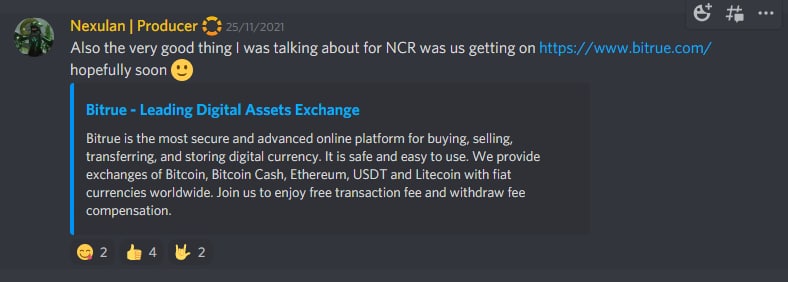 Nexulan | Producer 25/11/2021
Also the very good thing I was talking about for NCR was us getting on https://www.bitrue.com/
hopefully soon
Bitrue - Leading Digital Assets Exchange
Bitrue is the most secure and advanced online platform for buying, selling,
transferring, and storing digital currency. It is safe and easy to use. We provide
exchanges of Bitcoin, Bitcoin Cash, Ethereum, USDT and Litecoin with fiat
currencies worldwide. Join us to enjoy free transaction fee and withdraw fee
compensation.
2 4 2